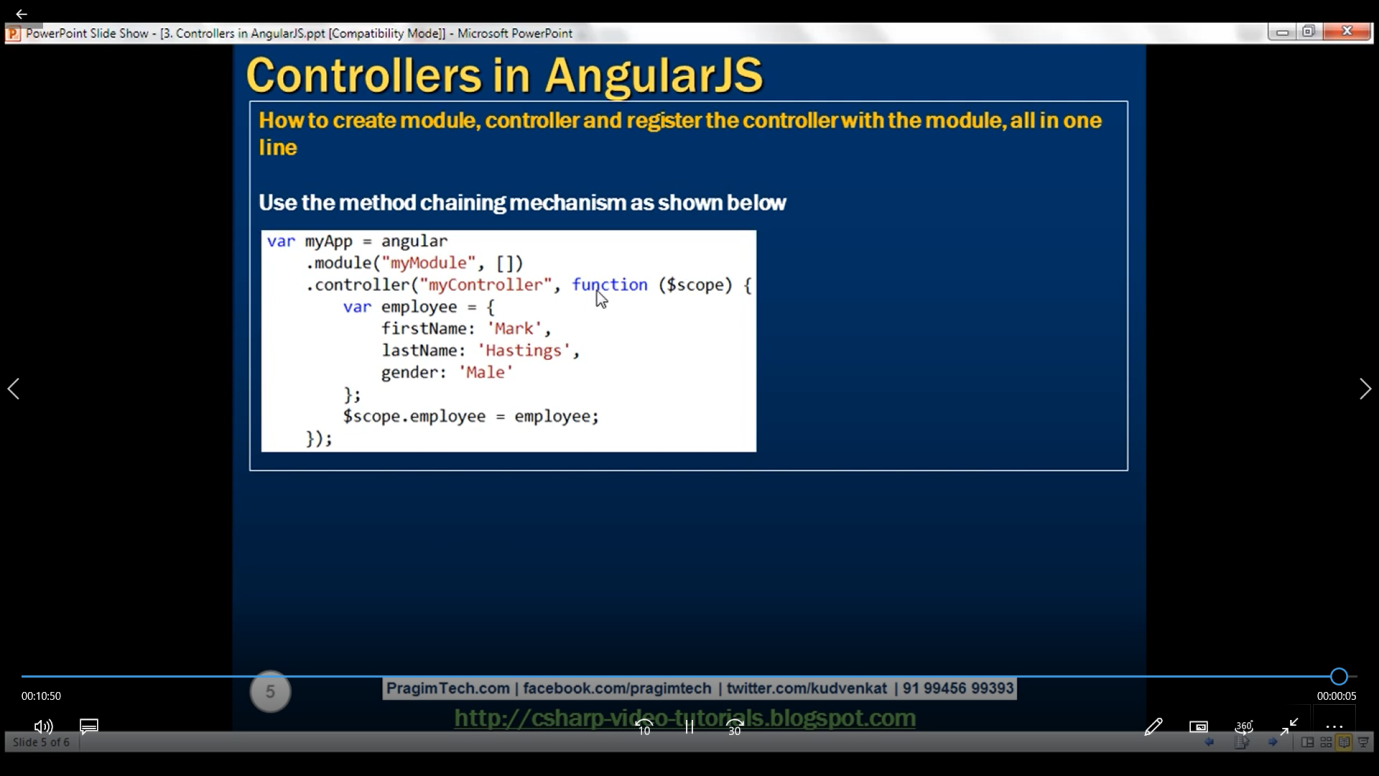 PowerPoint Slide Show - [3. Controllers in AngularJS.ppt [Compatibility Mode]] - Microsoft PowerPoint
Controllers in AngularJS
How to create module, controller and register the controller with the module, all in one
line
Use the method chaining mechanism as shown below
var myApp = angular
.module("myModule", [])
.controller("myController", function ($scope) {
var employee = {
firstName: 'Mark',
lastName: 'Hastings',
gender: 'Male'
};
$scope.employee = employee;
});
00:10:50
00:00:05
5
PragimTech.com | facebook.com/pragimtech | twitter.com/kudvenkat | 91 99456 99393
http://csharp-video-tutorials.blogspot.com
10
30
360
Slide 5 of 6